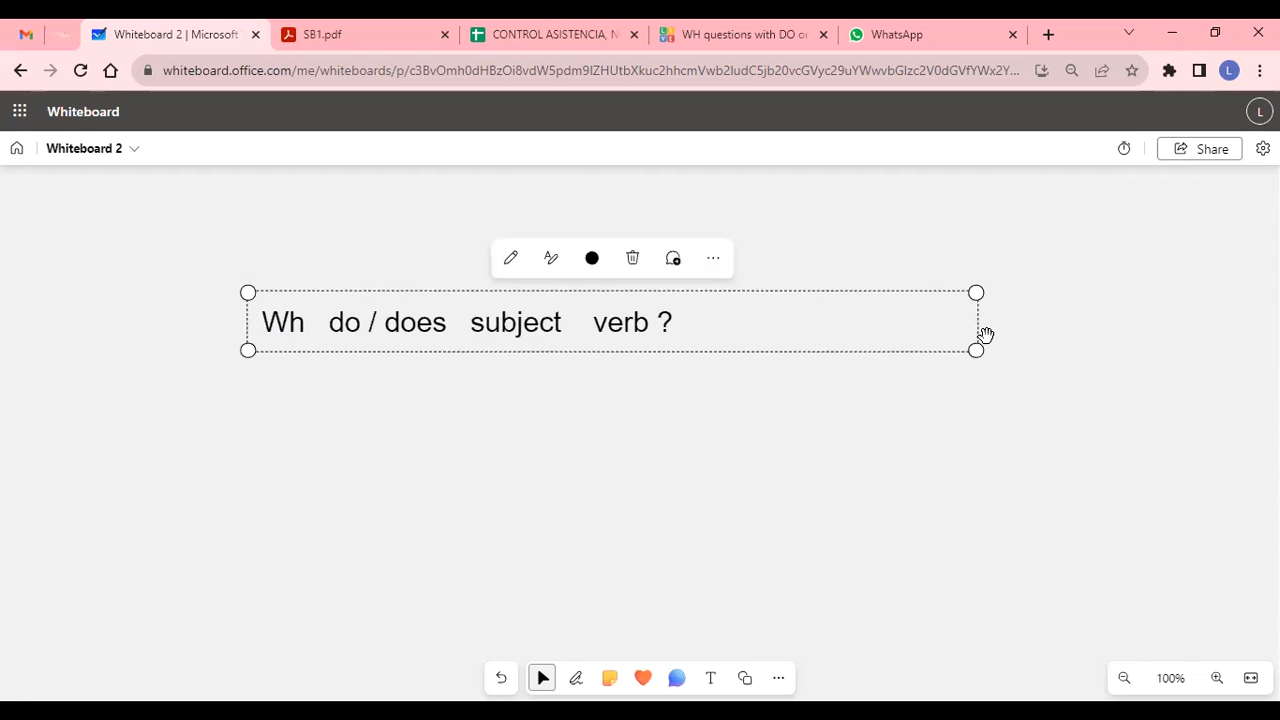 Whiteboard 2 | Microsoft
SB1.pdf
CONTROL ASISTENCIA, N
WH questions with DO or
WhatsApp
L
Whiteboard
L
Whiteboard 2
Share
Wh do / does subject verb ?
100%